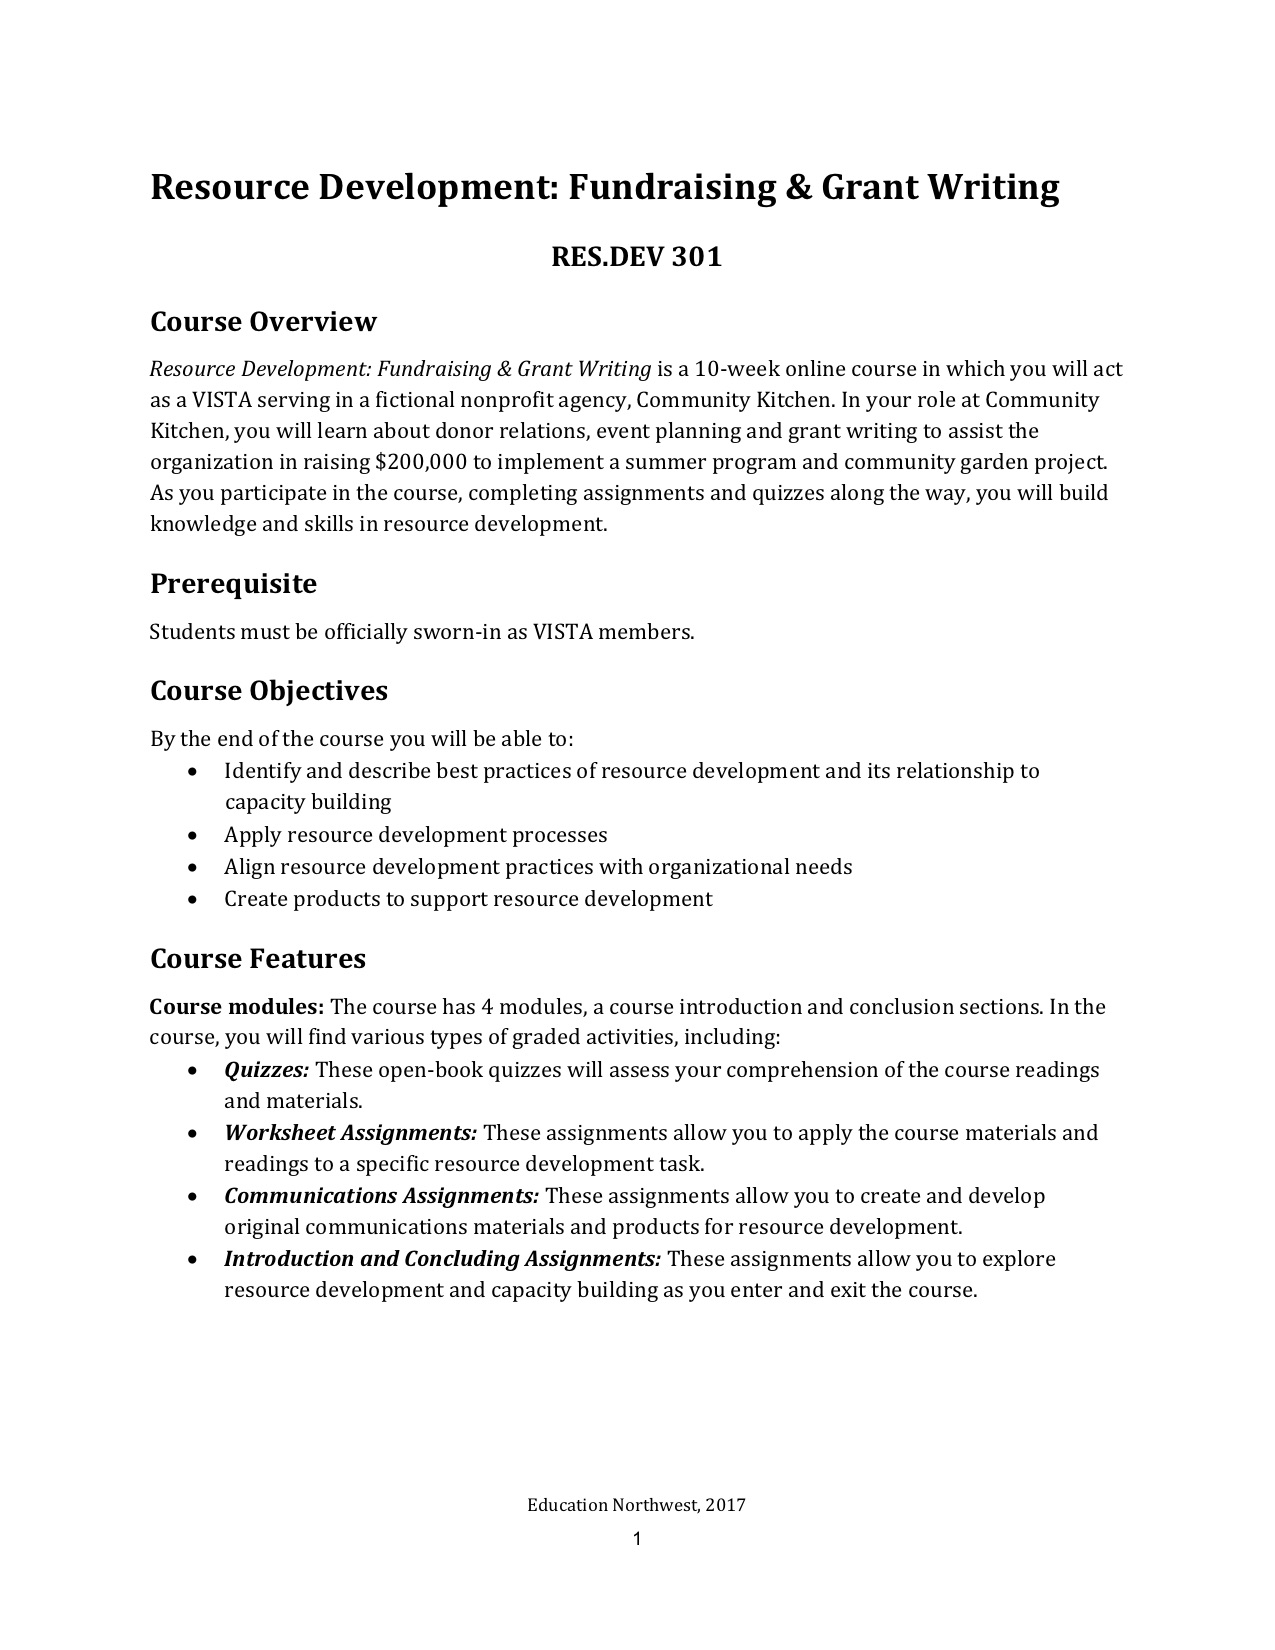 Resource Development: Fundraising & Grant Writing
RES.DEV 301
Course Overview
Resource Development: Fundraising & Grant Writing is a 10-week online course in which you will act
as a VISTA serving in a fictional nonprofit agency, Community Kitchen. In your role at Community
Kitchen, you will learn about donor relations, event planning and grant writing to assist the
organization in raising $200,000 to implement a summer program and community garden project.
As you participate in the course, completing assignments and quizzes along the way, you will build
knowledge and skills in resource development.
Prerequisite
Students must be officially sworn-in as VISTA members.
Course Objectives
By the end of the course you will be able to:
• Identify and describe best practices of resource development and its relationship to
capacity building
• Apply resource development processes
• Align resource development practices with organizational needs
• Create products to support resource development
Course Features
Course modules: The course has 4 modules, a course introduction and conclusion sections. In the
course, you will find various types of graded activities, including:
• Quizzes: These open-book quizzes will assess your comprehension of the course readings
and materials.
• Worksheet Assignments: These assignments allow you to apply the course materials and
readings to a specific resource development task.
• Communications Assignments: These assignments allow you to create and develop
original communications materials and products for resource development.
• Introduction and Concluding Assignments: These assignments allow you to explore
resource development and capacity building as you enter and exit the course.
Education Northwest, 2017
1